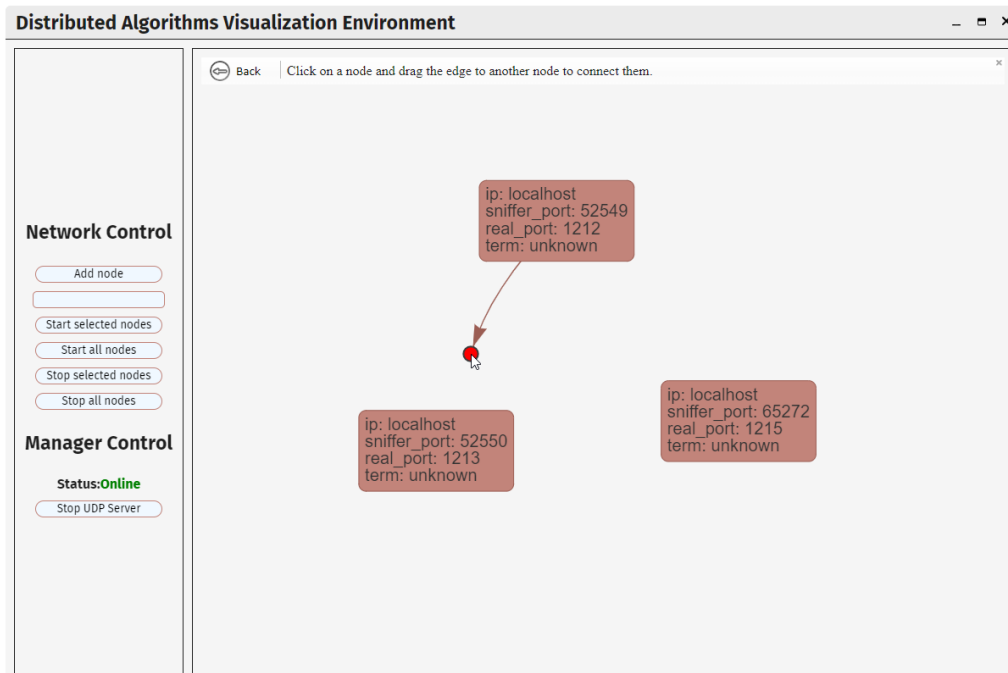 Distributed Algorithms Visualization Environment
Back
Click on a node and drag the edge to another node to connect them.
Network Control
Add node
Start selected nodes
Start all nodes
Stop selected nodes
Stop all nodes
Manager Control
Status:Online
Stop UDP Server
ip: localhost
sniffer_port: 52549
real_port: 1212
term: unknown
ip: localhost
sniffer_port: 52550
real_port: 1213
term: unknown
ip: localhost
sniffer_port: 65272
real_port: 1215
term: unknown